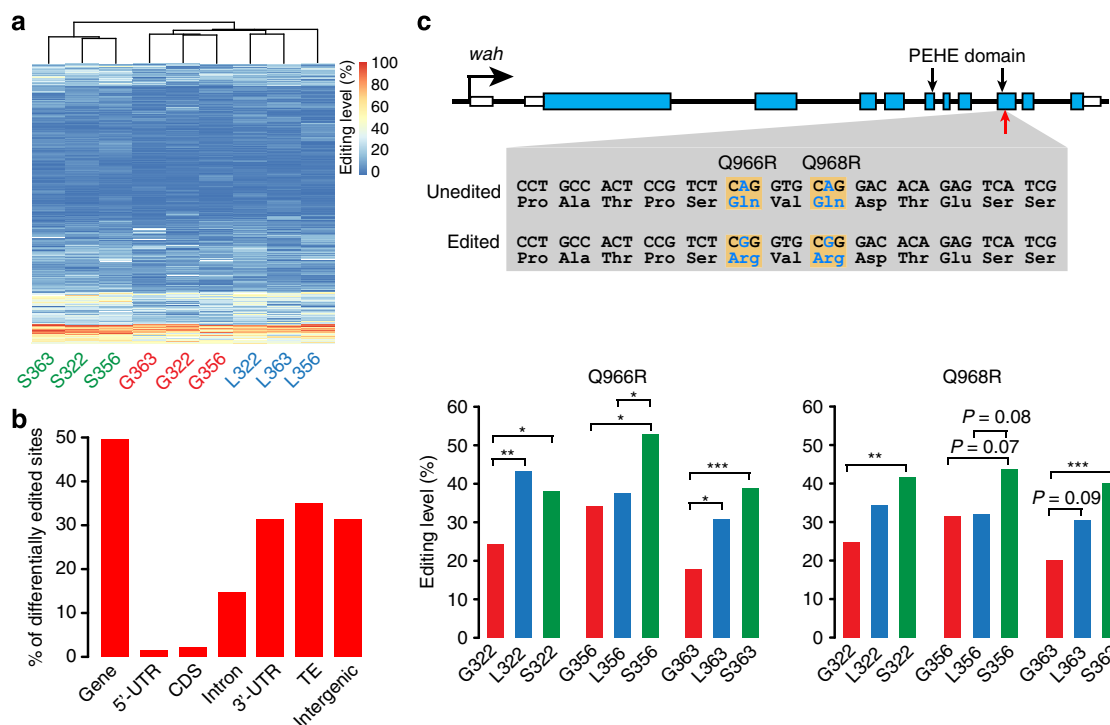 a
Editing level (%)
100
80
60
40
20
0
S363 S322 S356 G363 G322 G356 L322 L363 L356
b
% of differentially edited sites
50
40
30
20
10
0
Gene 5'-UTR CDS Intron 3'-UTR TE Intergenic
c
wah
PEHE domain
Q966R Q968R
Unedited CCT GCC ACT CCG TCT CAG GTG CAG GAC ACA GAG TCA TCG
Pro Ala Thr Pro Ser Gln Val Gln Asp Thr Glu Ser Ser
Edited CCT GCC ACT CCG TCT CGG GTG CGG GAC ACA GAG TCA TCG
Pro Ala Thr Pro Ser Arg Val Arg Asp Thr Glu Ser Ser
Q966R
Editing level (%)
60
50
40
30
20
10
0
* ** * * *** *
G322 L322 S322 G356 L356 S356 G363 L363 S363
Q968R
60
50
40
30
20
10
0
**
P = 0.08
P = 0.07
***
P = 0.09
G322 L322 S322 G356 L356 S356 G363 L363 S363